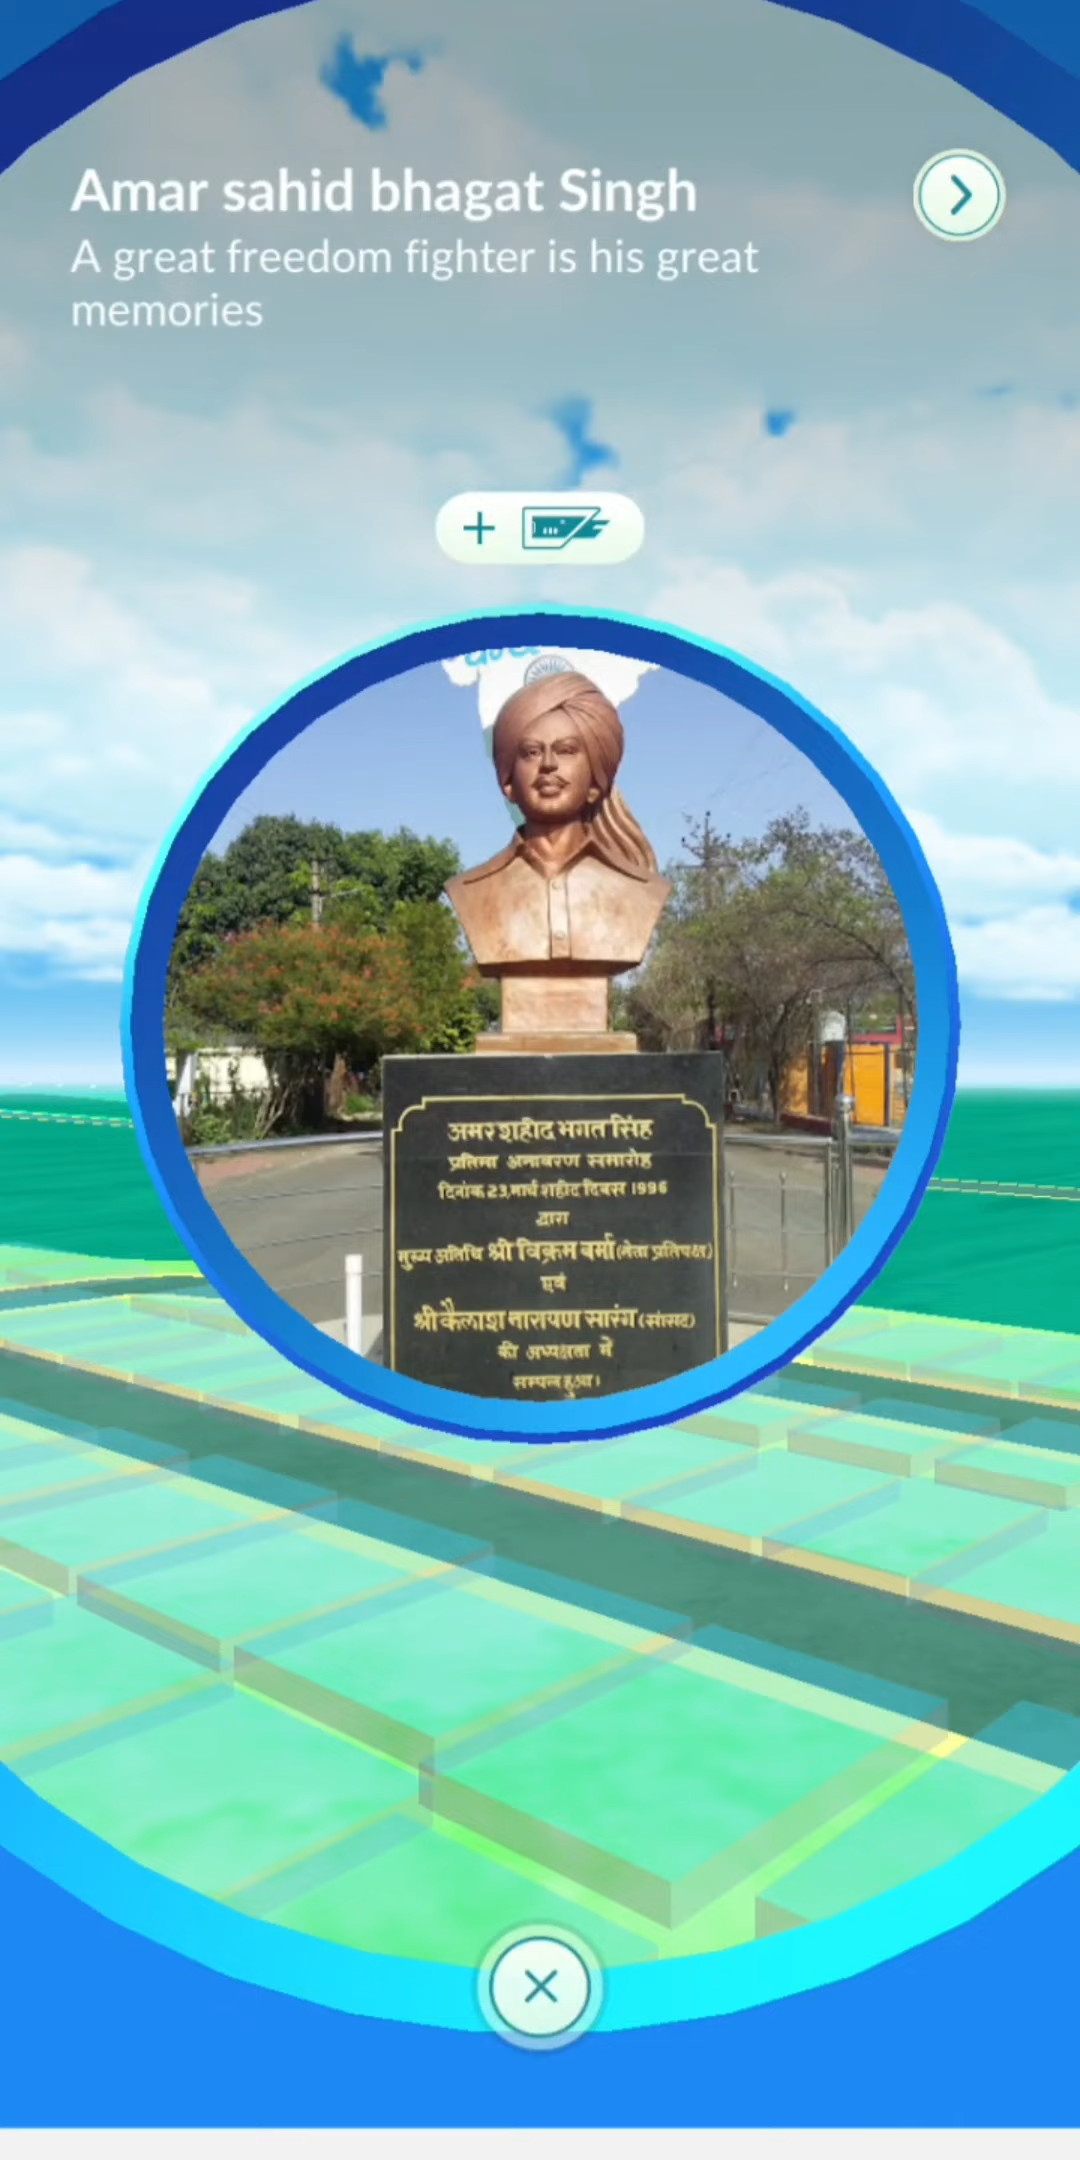 Amar sahid bhagat Singh
A great freedom fighter is his great
memories
अमर शहीद भगत सिंह
प्रतिमा अनावरण समारोह
दिनांक 23,मार्च शहीद दिवस 1996
द्वारा
मुख्य अतिथि श्री विक्रम वर्मा (नेता प्रतिपक्ष)
एवं
श्री कैलाश नारायण सारंग (सांसद)
की अध्यक्षता में
सम्पन्न हुआ।